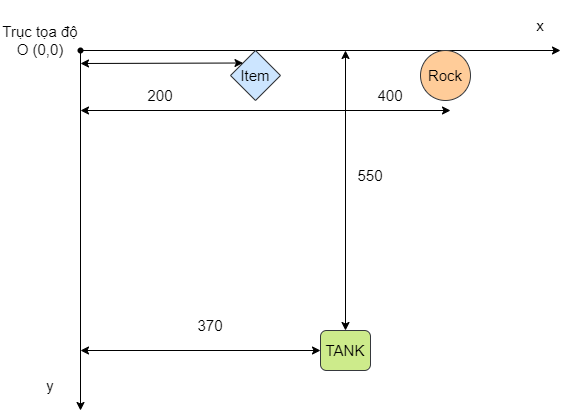 x
Trục tọa độ
O (0,0)
Item
Rock
200
400
550
370
TANK
y